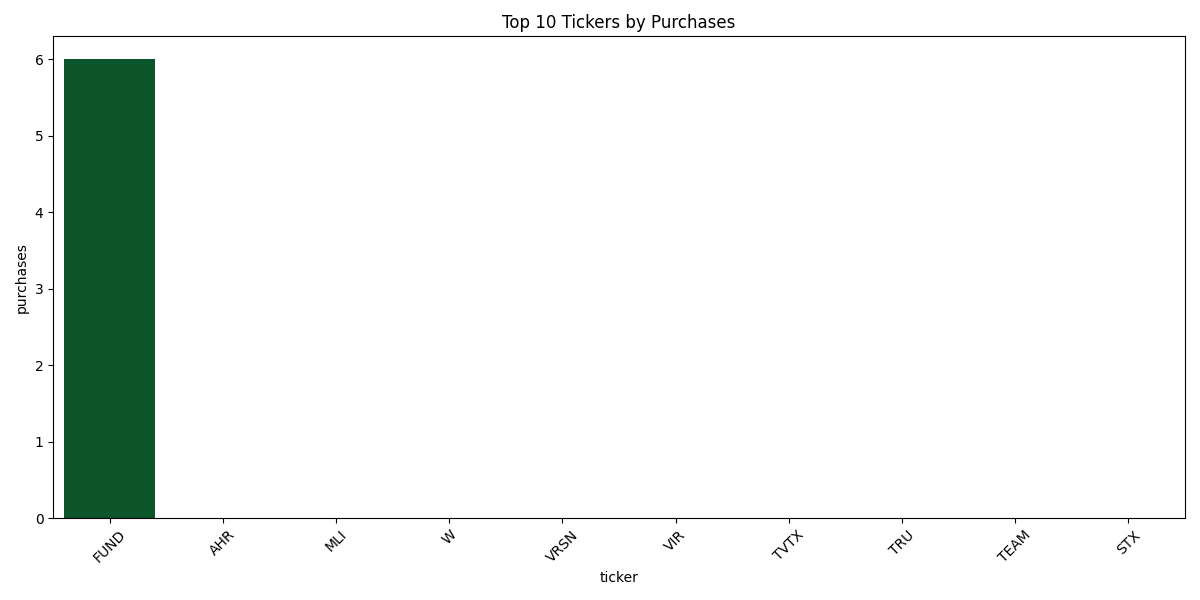 Top 10 Tickers by Purchases
purchases
6
5
4
3
2
1
0
FUND AHR MLI W VRSN VIR TVTX TRU TEAM STX
ticker